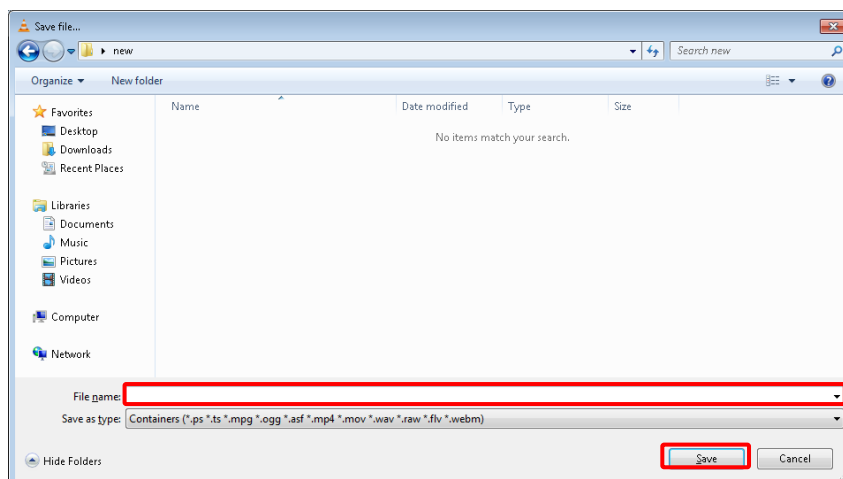 Save file...
new
Search new
Organize New folder
Name Date modified Type Size
No items match your search.
Favorites
Desktop
Downloads
Recent Places
Libraries
Documents
Music
Pictures
Videos
Computer
Network
File name:
Save as type: Containers (*.ps *.ts *.mpg *.ogg *.asf *.mp4 *.mov *.wav *.raw *.flv *.webm)
Hide Folders Save Cancel